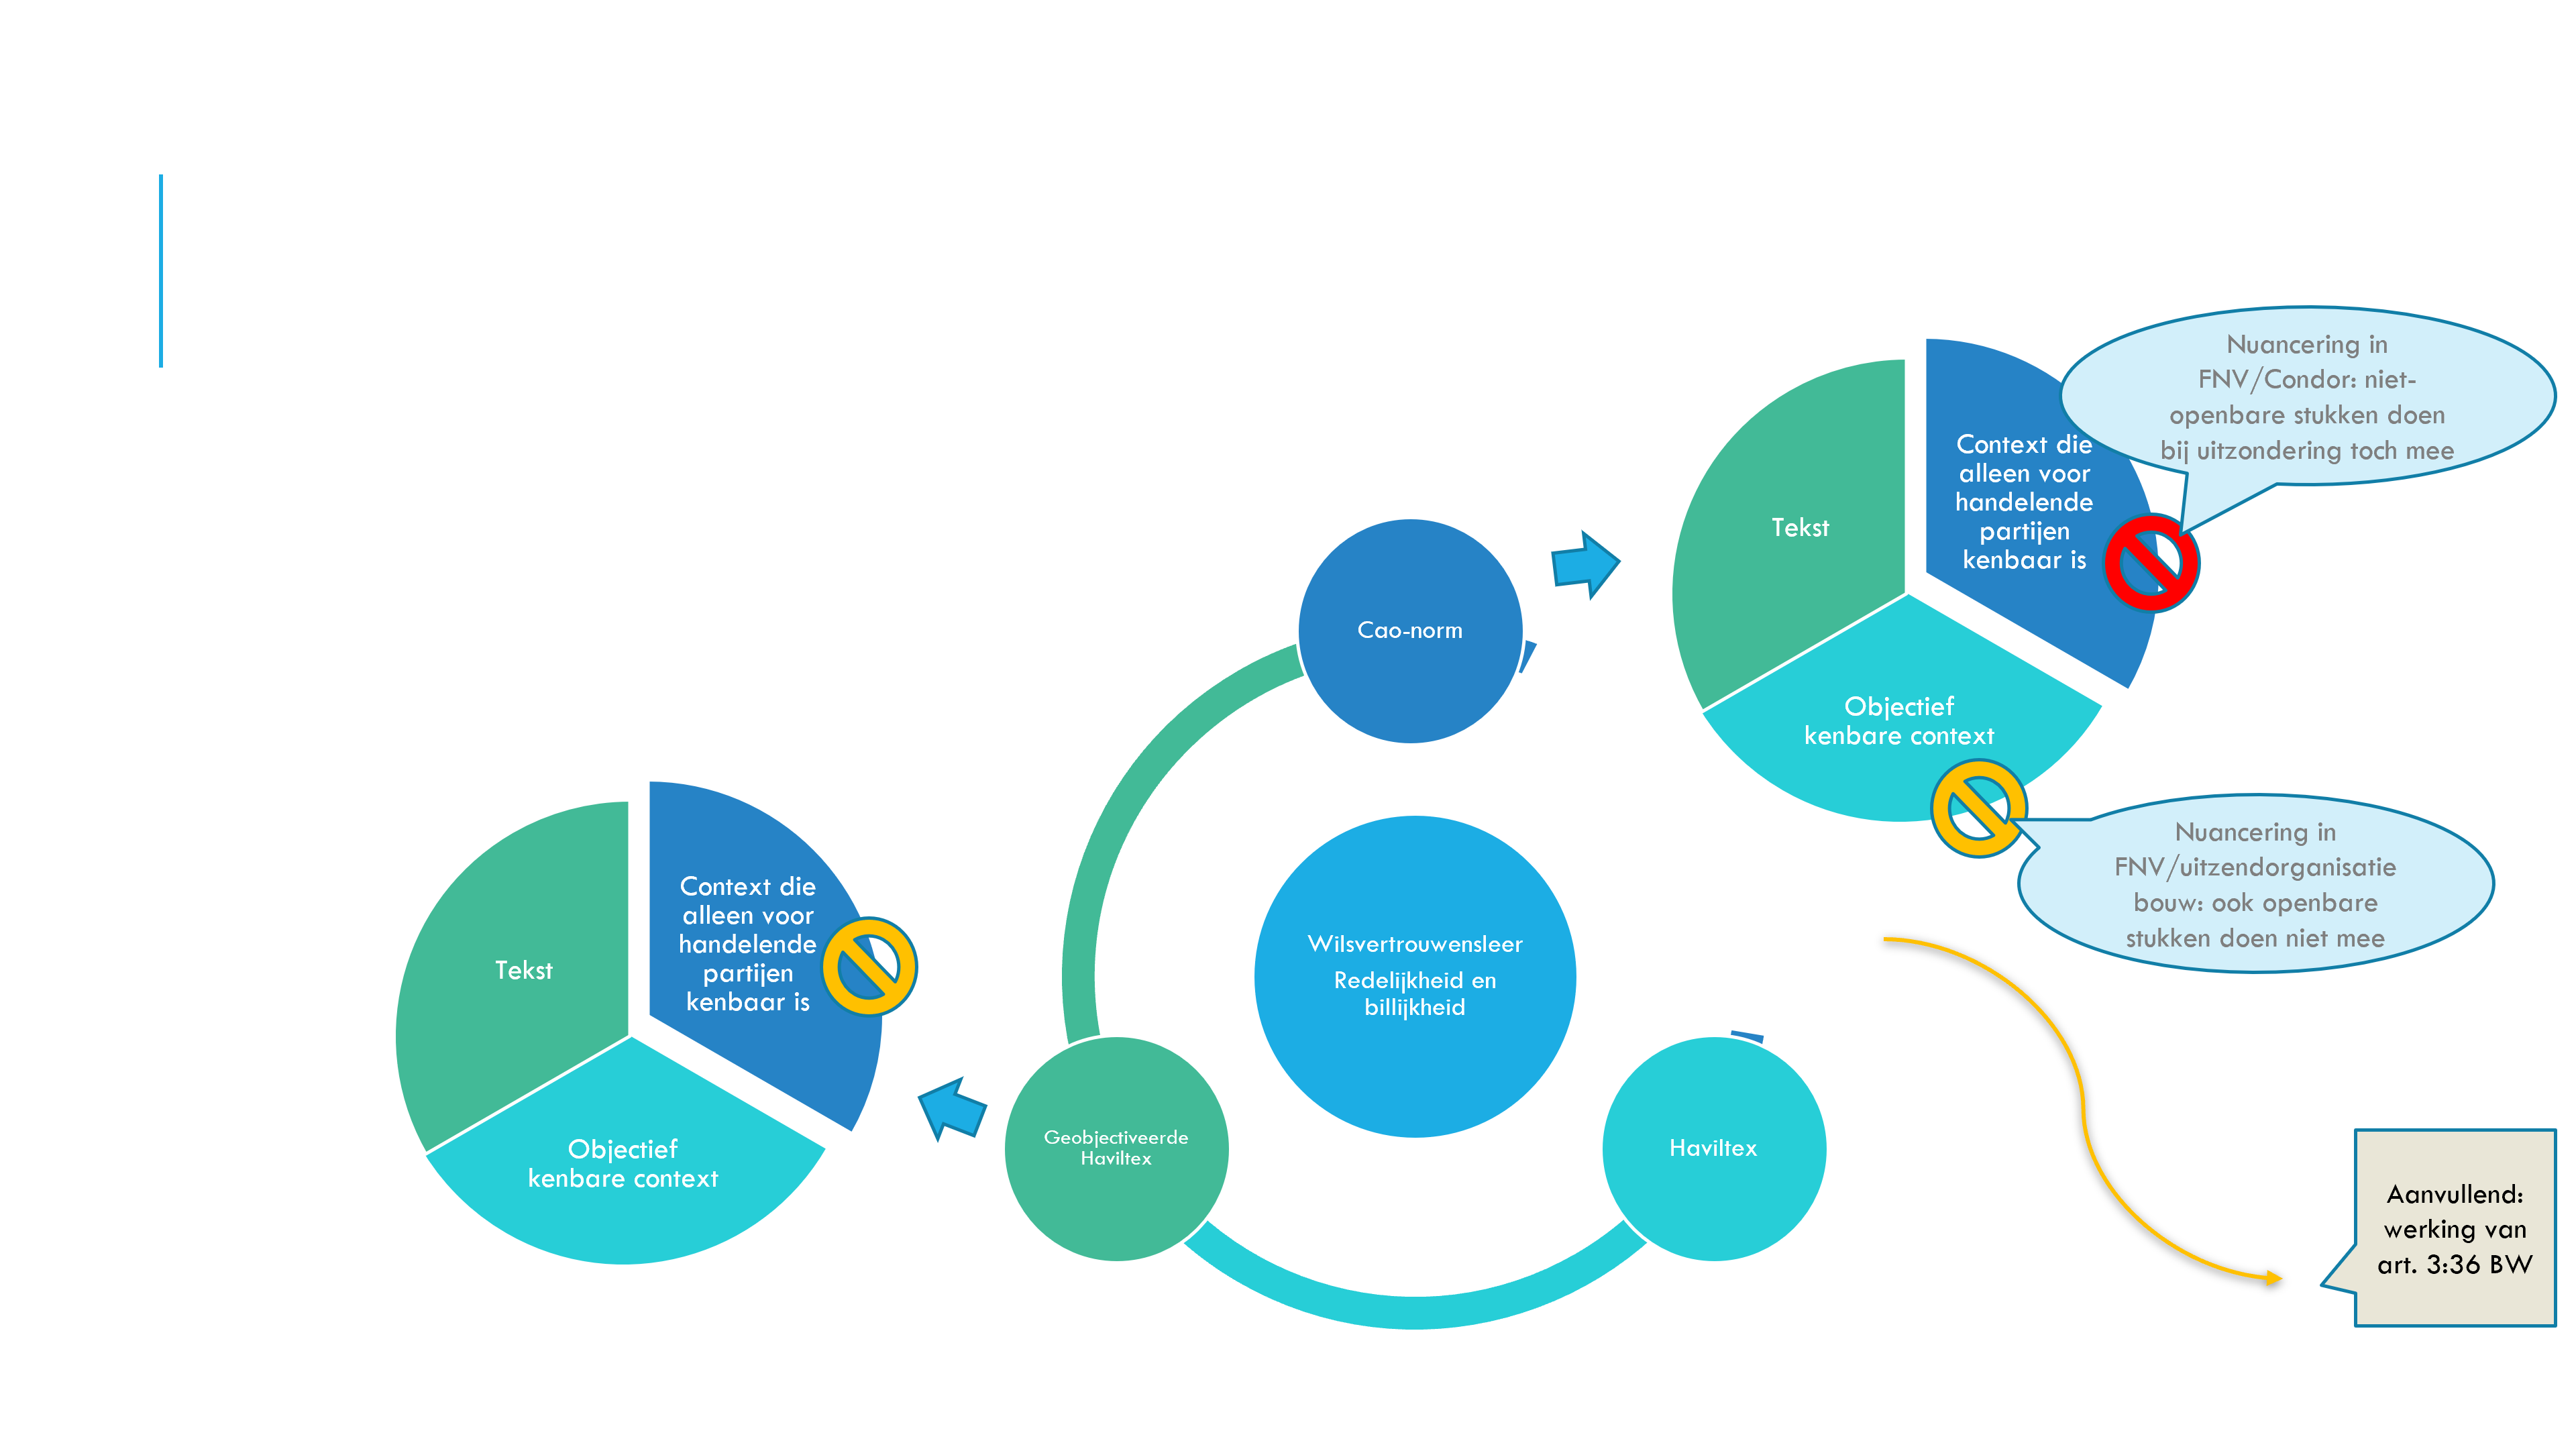 Nuancering in
FNV/Condor: niet-
openbare stukken doen
bij uitzondering toch mee
Context die
alleen voor
handelende
partijen
kenbaar is
Tekst
Objectief
kenbare context
Cao-norm
Nuancering in
FNV/uitzendorganisatie
bouw: ook openbare
stukken doen niet mee
Context die
alleen voor
handelende
partijen
kenbaar is
Tekst
Objectief
kenbare context
Wilsvertrouwensleer
Redelijkheid en
billijkheid
Geobjectiveerde
Haviltex
Haviltex
Aanvullend:
werking van
art. 3:36 BW